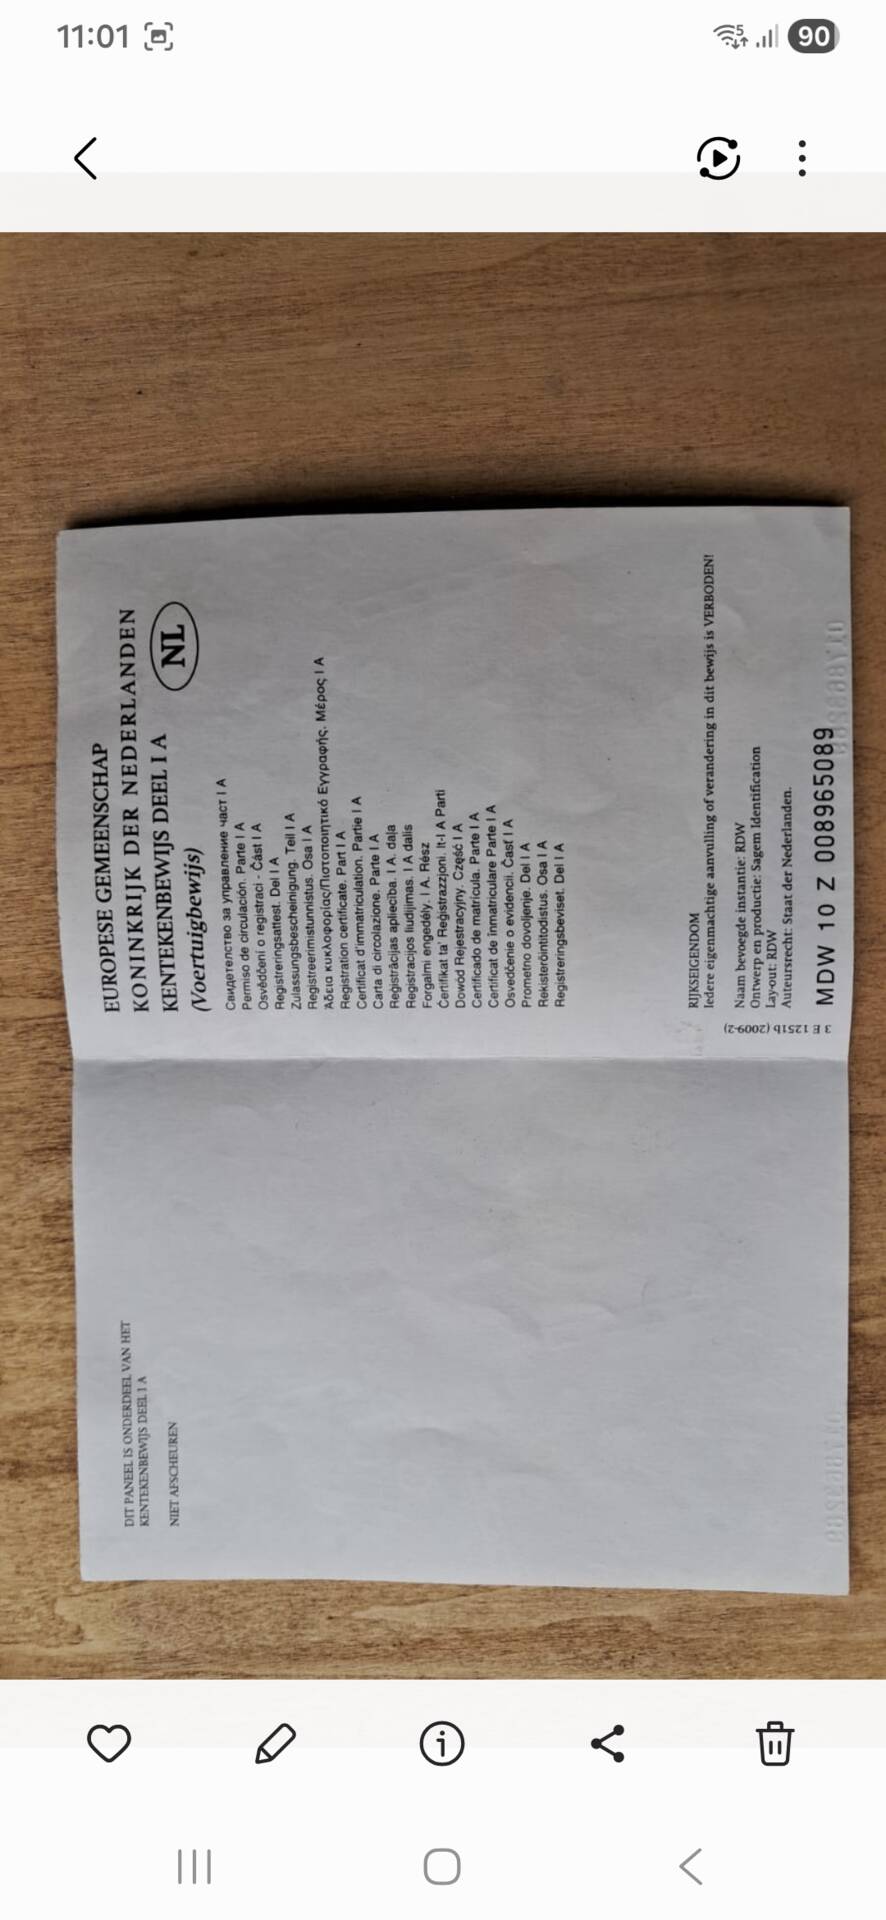 11:01
90
EUROPESE GEMEENSCHAP
KONINKRIJK DER NEDERLANDEN
KENTEKENBEWIJS DEEL I A
NL
(Voertuigbewijs)
Свидетелство за управление част I A
Permiso de circulación. Parte I A
Osvědčení o registraci - Část I A
Registreringsattest. Del I A
Zulassungsbescheinigung. Teil I A
Registreerimistunnistus. Osa I A
Άδεια κυκλοφορίας/Πιστοποιητικό Εγγραφής. Μέρος I A
Registration certificate. Part I A
Certificat d'immatriculation. Partie I A
Carta di circolazione. Parte I A
Reģistrācijas apliecība. I A. daļa
Registracijos liudijimas. I A dalis
Forgalmi engedély. I A. Rész
Ċertifikat ta' Reġistrazzjoni. It-I A Parti
Dowód Rejestracyjny. Część I A
Certificado de matrícula. Parte I A
Certificat de înmatriculare Parte I A
Osvedčenie o evidencii. Časť I A
Prometno dovoljenje. Del I A
Rekisteröintitodistus. Osa I A
Registreringsbeviset. Del I A
RIJKSEIGENDOM
Iedere eigenmachtige aanvulling of verandering in dit bewijs is VERBODEN!
Naam bevoegde instantie: RDW
Ontwerp en productie: Sagem Identification
Lay-out: RDW
Auteursrecht: Staat der Nederlanden.
MDW 10 Z 008965089
3 E 1251b (2009-2)
DIT PANEEL IS ONDERDEEL VAN HET
KENTEKENBEWIJS DEEL I A
NIET AFSCHEUREN